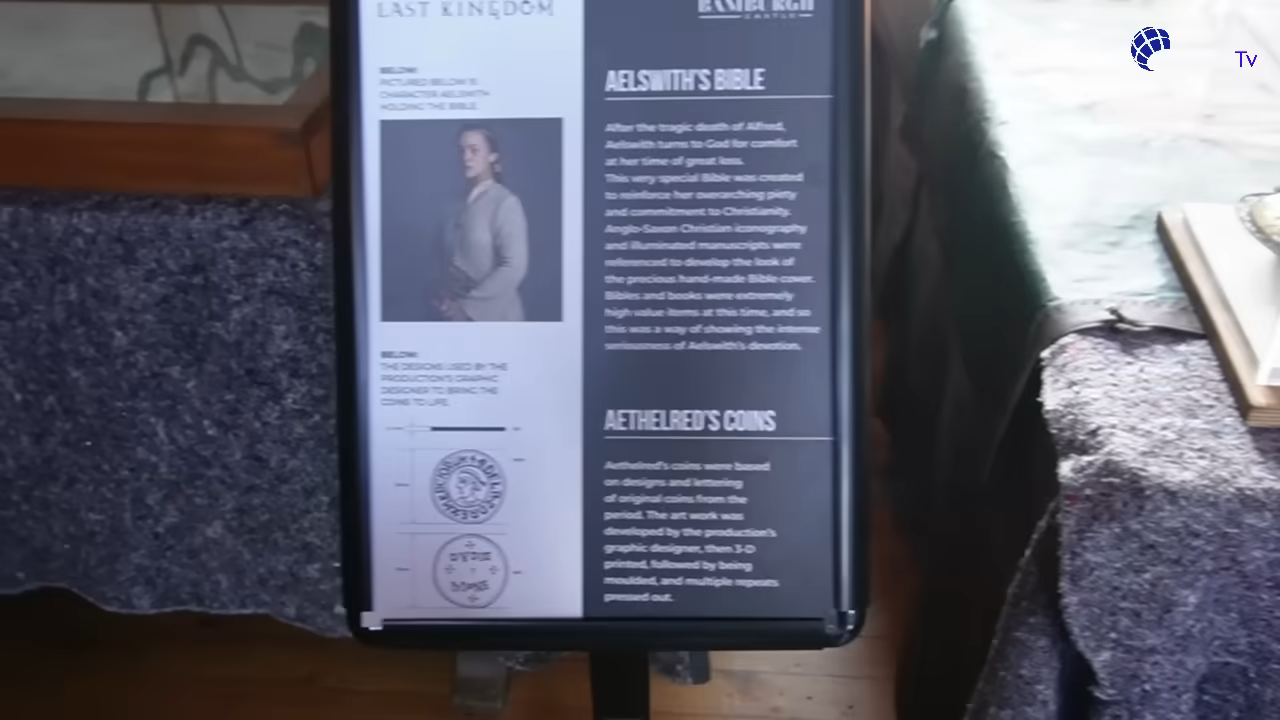 LAST KINGDOM
BELOW:
PICTURED BELOW IS
CHARACTER AELSWITH
HOLDING THE BIBLE.
BELOW:
THE DESIGNS USED BY THE
PRODUCTION'S GRAPHIC
DESIGNER TO BRING THE
COINS TO LIFE.
BAMBURGH
CASTLE
AELSWITH'S BIBLE
After the tragic death of Alfred,
Aelswith turns to God for comfort
at her time of great loss.
This very special Bible was created
to reinforce her overarching piety
and commitment to Christianity.
Anglo-Saxon Christian iconography
and illuminated manuscripts were
referenced to develop the look of
the precious hand-made Bible cover.
Bibles and books were extremely
high value items at this time, and so
this was a way of showing the intense
seriousness of Aelswith's devotion.
AETHELRED'S COINS
Aethelred's coins were based
on designs and lettering
of original coins from the
period. The art work was
developed by the production's
graphic designer, then 3-D
printed, followed by being
moulded, and multiple repeats
pressed out.
Tv